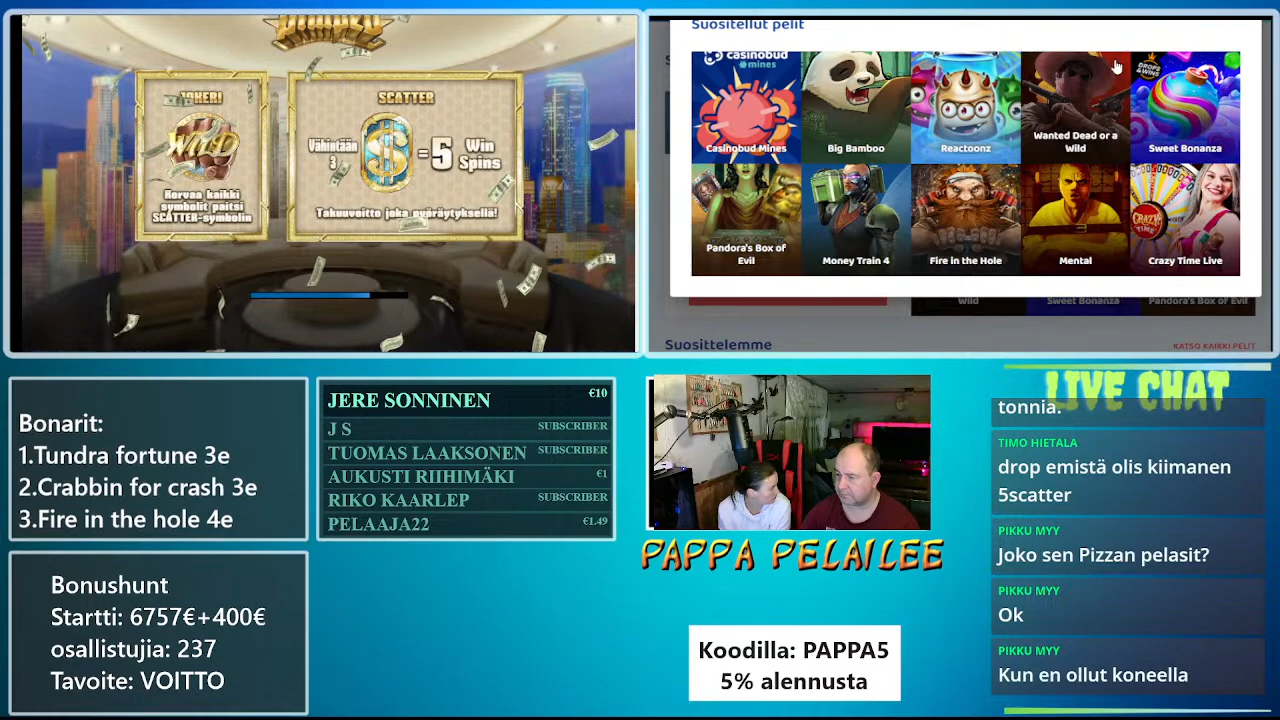 JOKERI
WILD
Korvaa kaikki
symbolit paitsi
SCATTER-symbolin
SCATTER
Vähintään
3
=5
Win
Spins
Takuuvoitto joka pyöräytyksellä!
Suositellut pelit
casinobud
mines
Casinobud Mines
Big Bamboo
Reactoonz
Wanted Dead or a
Wild
DROPS
&WINS
Sweet Bonanza
Pandora's Box of
Evil
Money Train 4
Fire in the Hole
Mental
CRAZY
TIME
Crazy Time Live
Wild
Sweet Bonanza
Pandora's Box of Evil
Suosittelemme
KATSO KAIKKI PELIT
Bonarit:
1.Tundra fortune 3e
2.Crabbin for crash 3e
3.Fire in the hole 4e
JERE SONNINEN €10
J S SUBSCRIBER
TUOMAS LAAKSONEN SUBSCRIBER
AUKUSTI RIIHIMÄKI €1
RIKO KAARLEP SUBSCRIBER
PELAAJA22 €1.49
Bonushunt
Startti: 6757€+400€
osallistujia: 237
Tavoite: VOITTO
PAPPA PELAILEE
Koodilla: PAPPA5
5% alennusta
LIVE CHAT
tonnia.
TIMO HIETALA
drop emistä olis kiimanen
5scatter
PIKKU MYY
Joko sen Pizzan pelasit?
PIKKU MYY
Ok
PIKKU MYY
Kun en ollut koneella